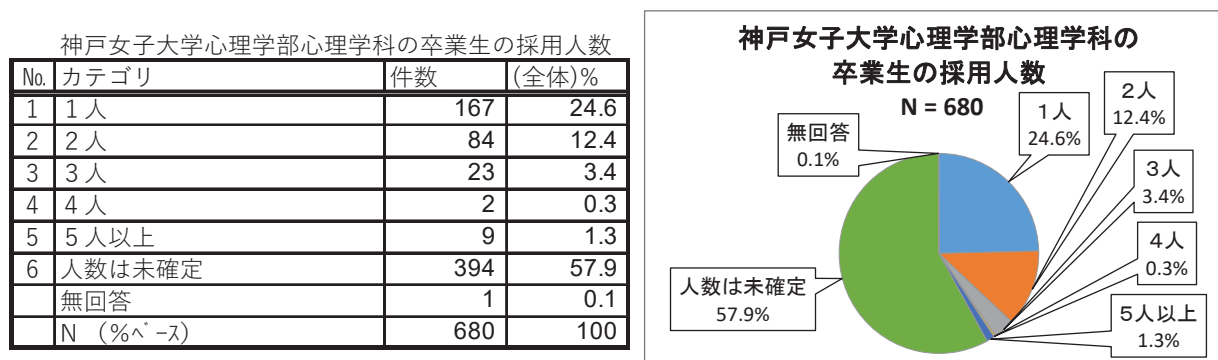 神戸女子大学心理学部心理学科の卒業生の採用人数
№ カテゴリ 件数 (全体)%
1 1人 167 24.6
2 2人 84 12.4
3 3人 23 3.4
4 4人 2 0.3
5 5人以上 9 1.3
6 人数は未確定 394 57.9
無回答 1 0.1
N (%ﾍﾞｰｽ) 680 100
神戸女子大学心理学部心理学科の
卒業生の採用人数
N = 680
1人
24.6%
2人
12.4%
3人
3.4%
4人
0.3%
5人以上
1.3%
人数は未確定
57.9%
無回答
0.1%